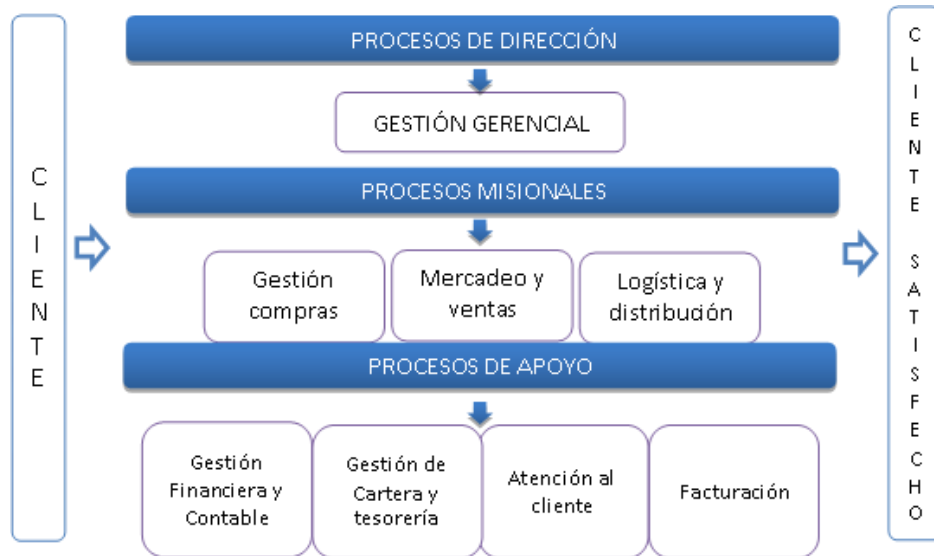 CLIENTE
PROCESOS DE DIRECCIÓN
GESTIÓN GERENCIAL
PROCESOS MISIONALES
Gestión
compras
Mercadeo y
ventas
Logística y
distribución
PROCESOS DE APOYO
Gestión
Financiera y
Contable
Gestión de
Cartera y
tesorería
Atención al
cliente
Facturación
CLIENTE SATISFECHO